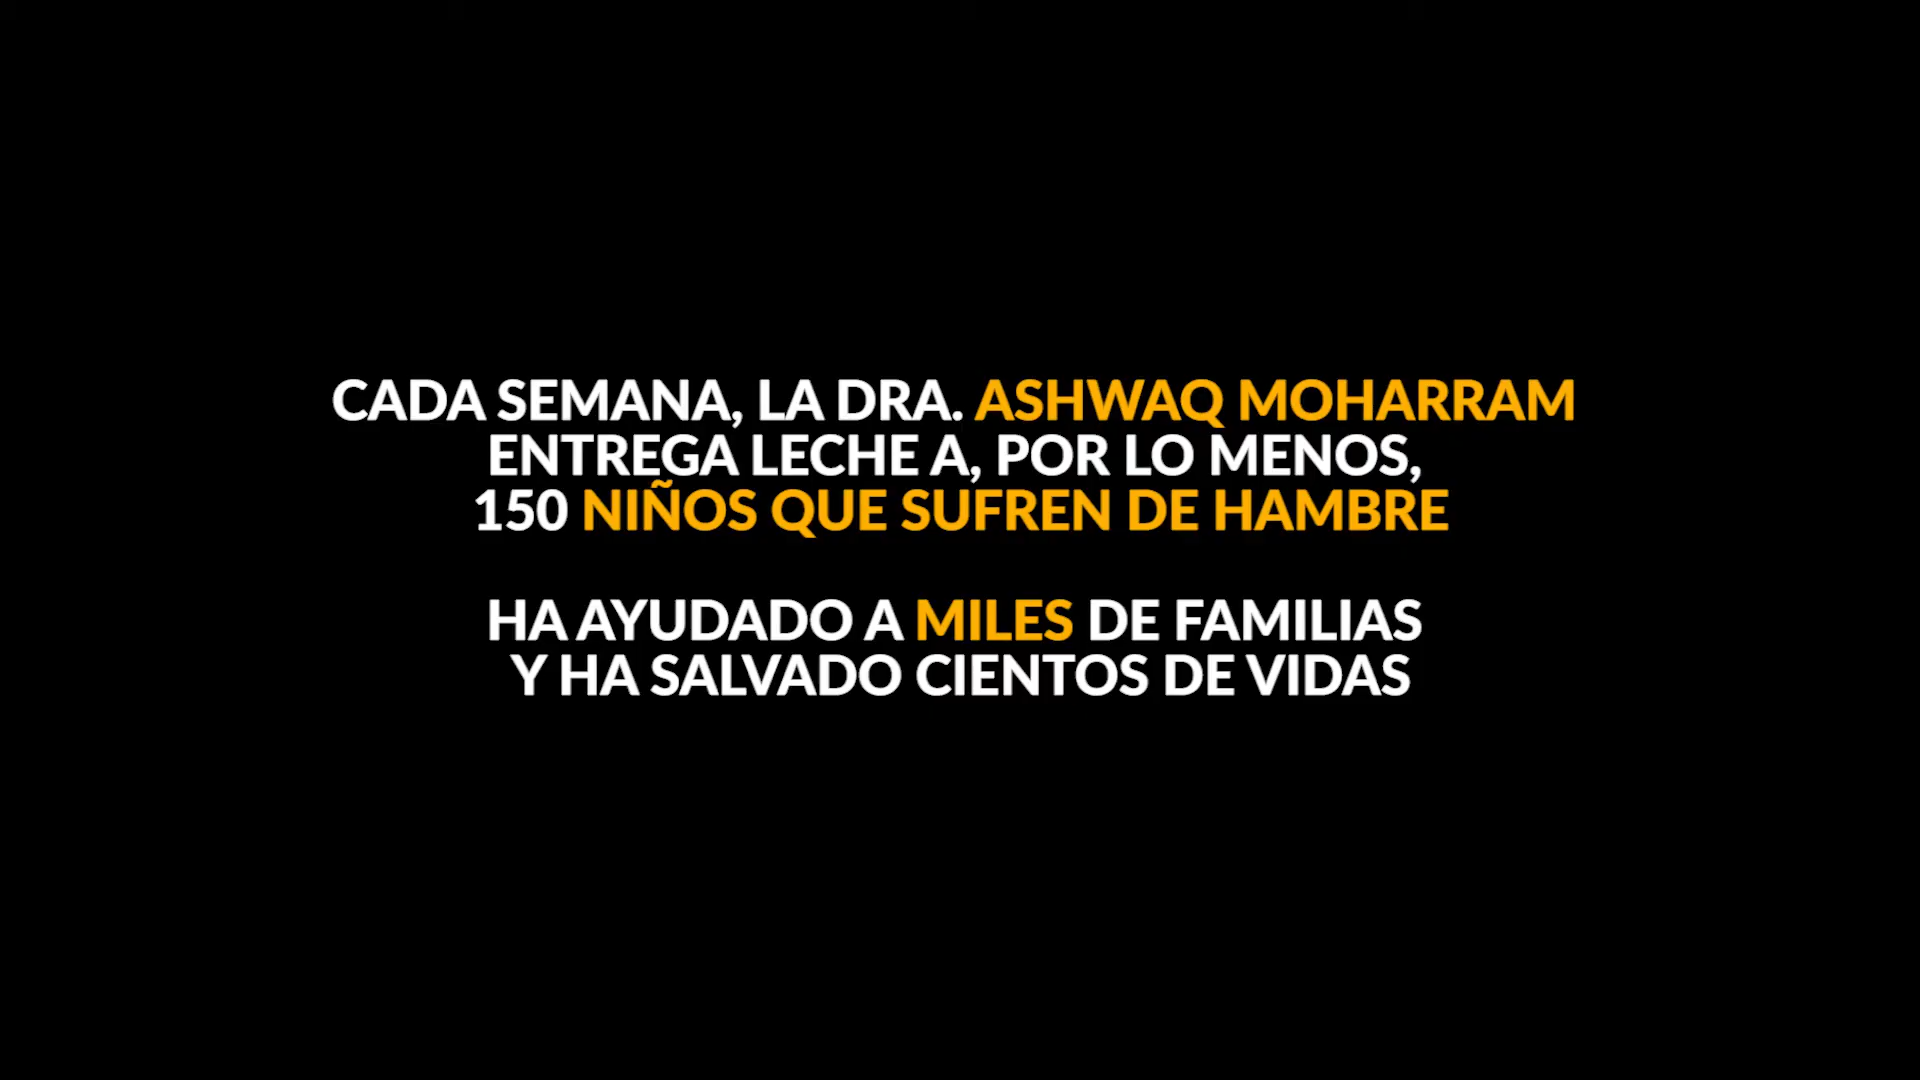 CADA SEMANA, LA DRA. ASHWAQ MOHARRAM
ENTREGA LECHE A, POR LO MENOS,
150 NIÑOS QUE SUFREN DE HAMBRE
HA AYUDADO A MILES DE FAMILIAS
Y HA SALVADO CIENTOS DE VIDAS